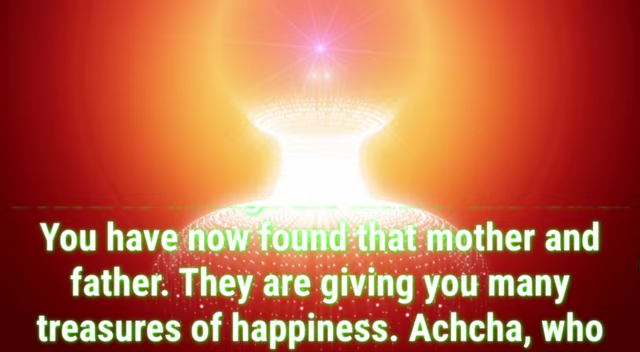 You have now found that mother and
father. They are giving you many
treasures of happiness. Achcha, who